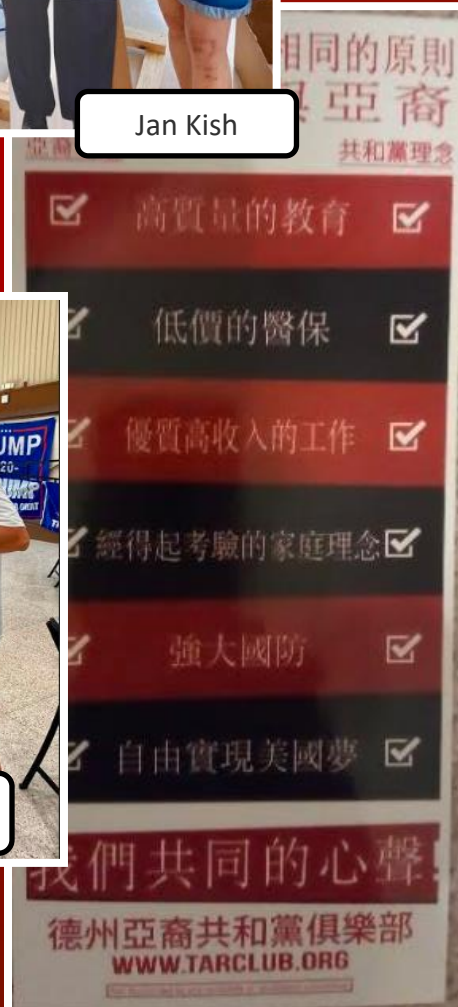 Jan Kish
相同的原則
亞裔
共和黨理念
高質量的教育
低價的醫保
優質高收入的工作
經得起考驗的家庭理念
強大國防
自由實現美國夢
UMP
20-
我們共同的心聲!
德州亞裔共和黨俱樂部
WWW.TARCLUB.ORG